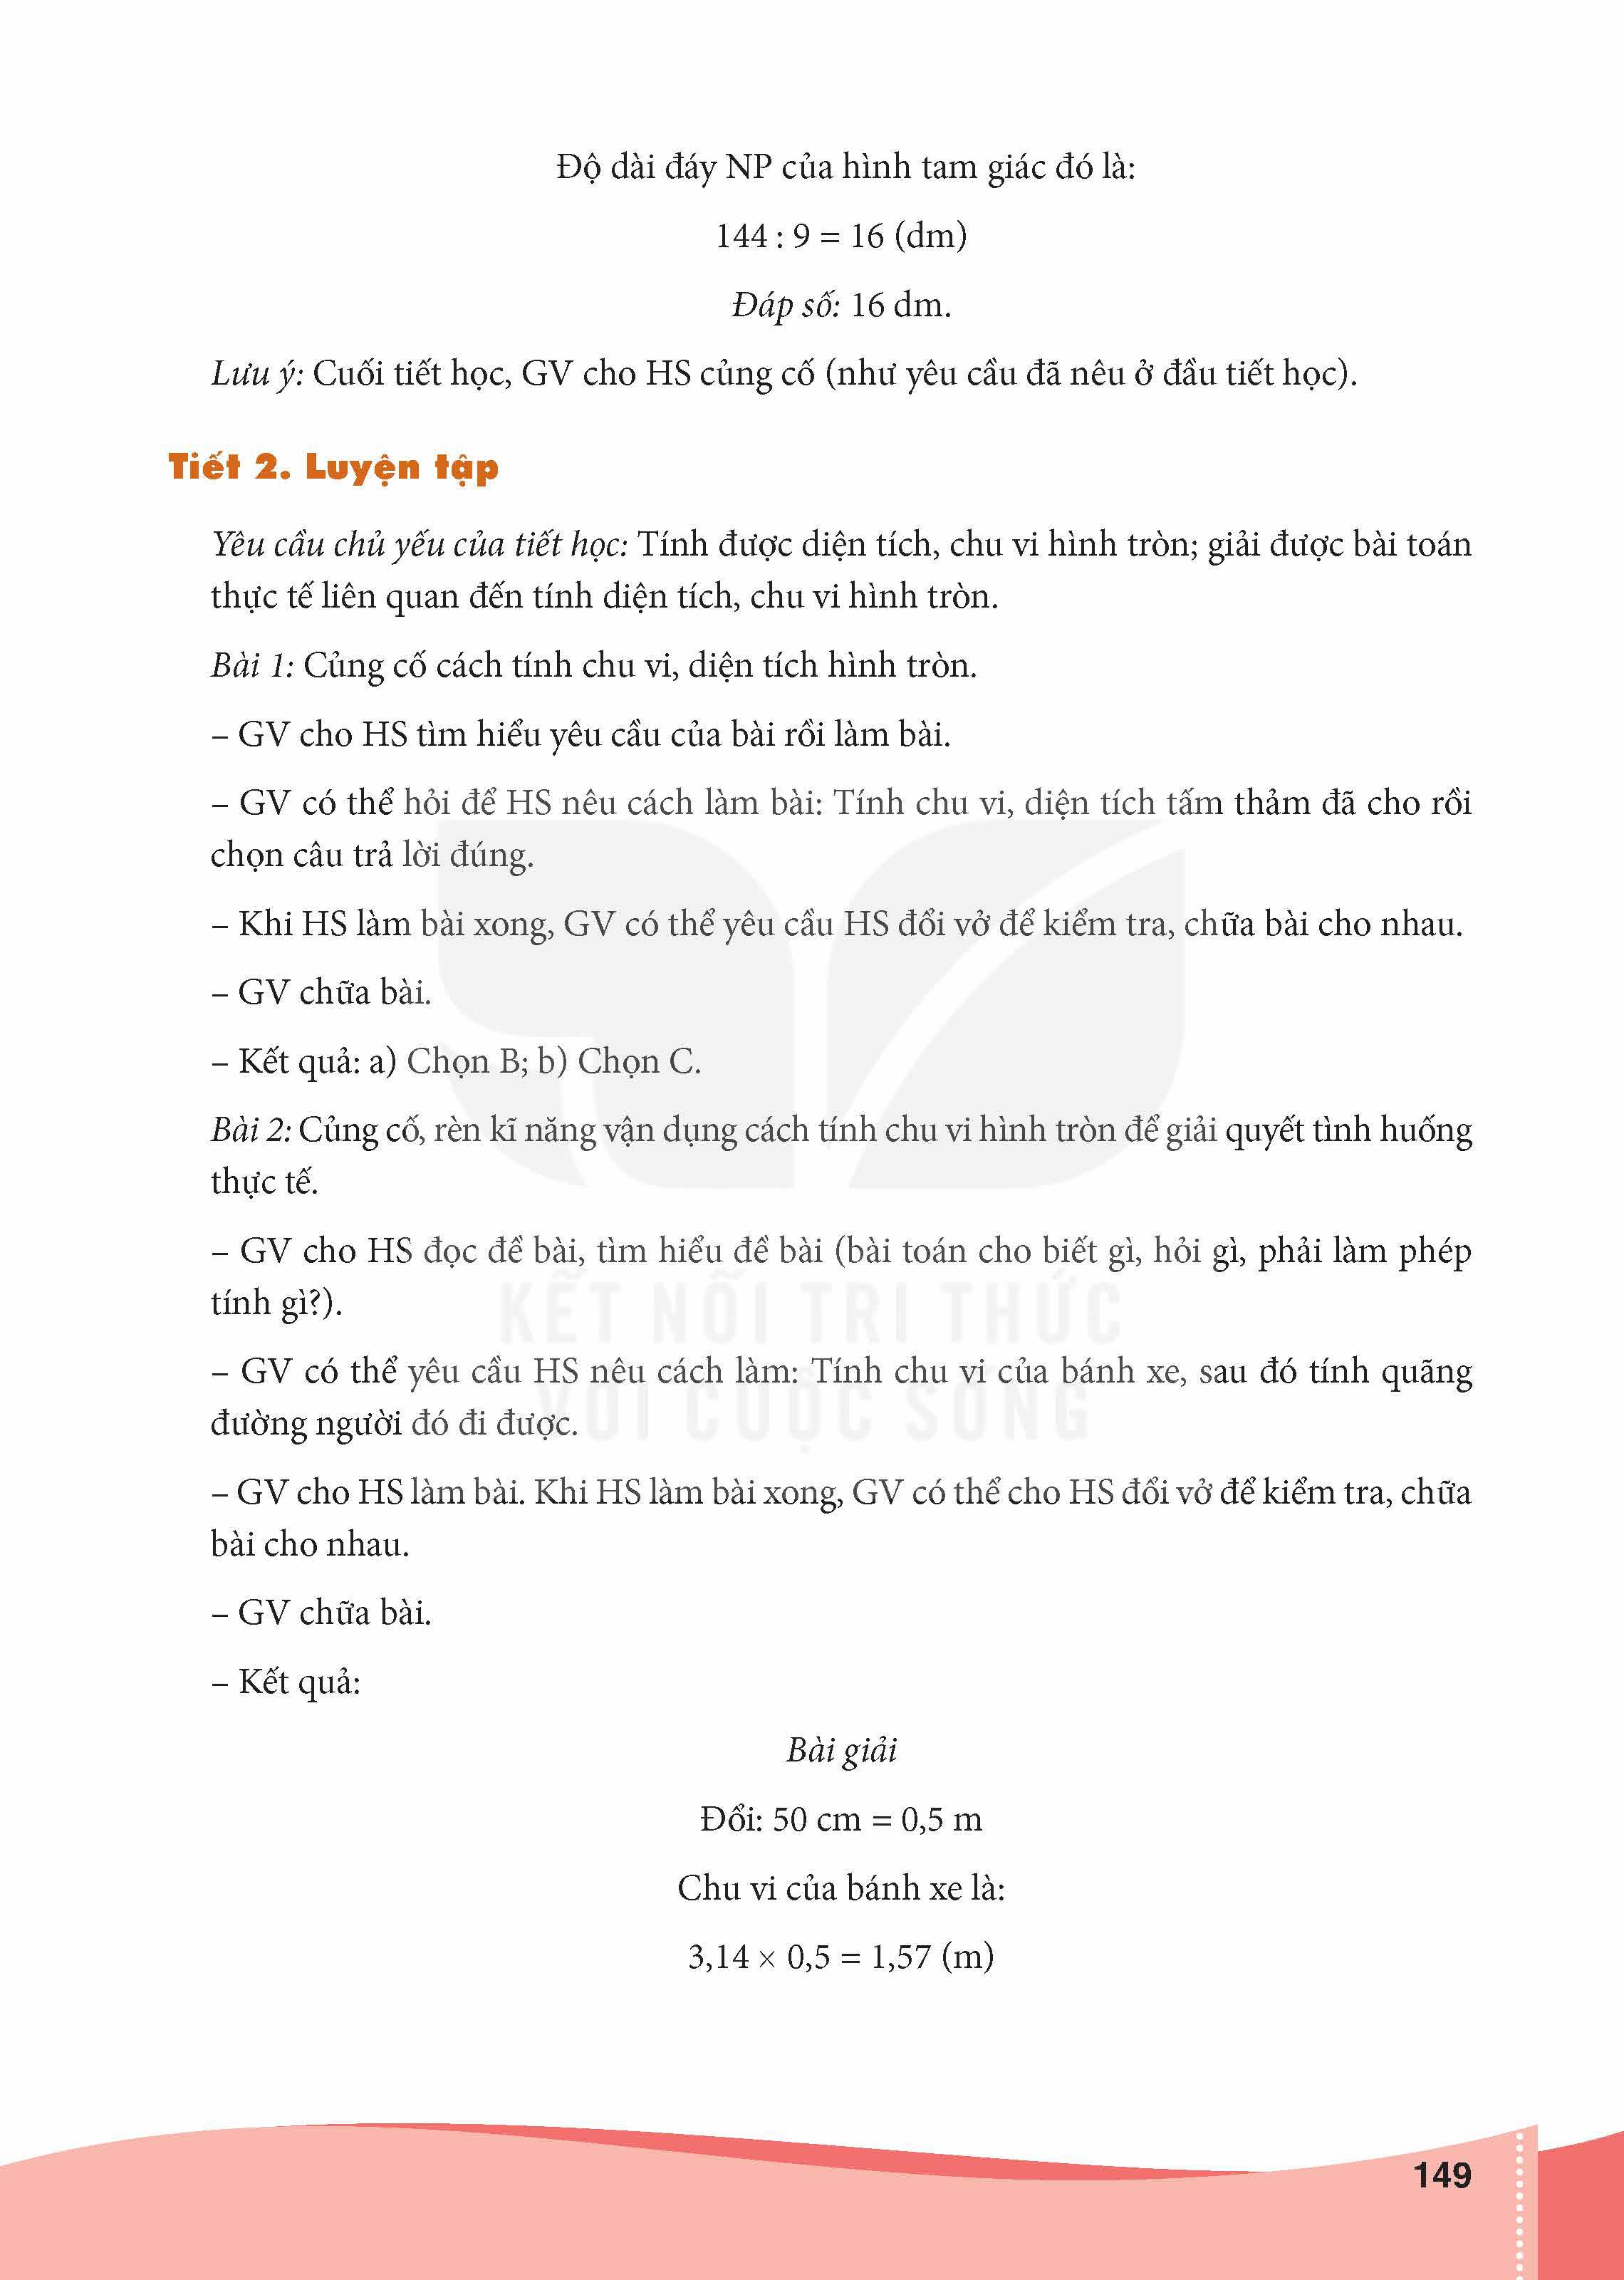 Độ dài đáy NP của hình tam giác đó là:
144 : 9 = 16 (dm)
Đáp số: 16 dm.
Lưu ý: Cuối tiết học, GV cho HS củng cố (như yêu cầu đã nêu ở đầu tiết học).
Tiết 2. Luyện tập
Yêu cầu chủ yếu của tiết học: Tính được diện tích, chu vi hình tròn; giải được bài toán
thực tế liên quan đến tính diện tích, chu vi hình tròn.
Bài 1: Củng cố cách tính chu vi, diện tích hình tròn.
– GV cho HS tìm hiểu yêu cầu của bài rồi làm bài.
– GV có thể hỏi để HS nêu cách làm bài: Tính chu vi, diện tích tấm thảm đã cho rồi
chọn câu trả lời đúng.
– Khi HS làm bài xong, GV có thể yêu cầu HS đổi vở để kiểm tra, chữa bài cho nhau.
– GV chữa bài.
– Kết quả: a) Chọn B; b) Chọn C.
Bài 2: Củng cố, rèn kĩ năng vận dụng cách tính chu vi hình tròn để giải quyết tình huống
thực tế.
– GV cho HS đọc đề bài, tìm hiểu đề bài (bài toán cho biết gì, hỏi gì, phải làm phép
tính gì?).
KẾT NỐI TRI THỨC
– GV có thể yêu cầu HS nêu cách làm: Tính chu vi của bánh xe, sau đó tính quãng
đường người đó đi được.
VỚI CUỘC SỐNG
– GV cho HS làm bài. Khi HS làm bài xong, GV có thể cho HS đổi vở để kiểm tra, chữa
bài cho nhau.
– GV chữa bài.
– Kết quả:
Bài giải
Đổi: 50 cm = 0,5 m
Chu vi của bánh xe là:
3,14 × 0,5 = 1,57 (m)
149